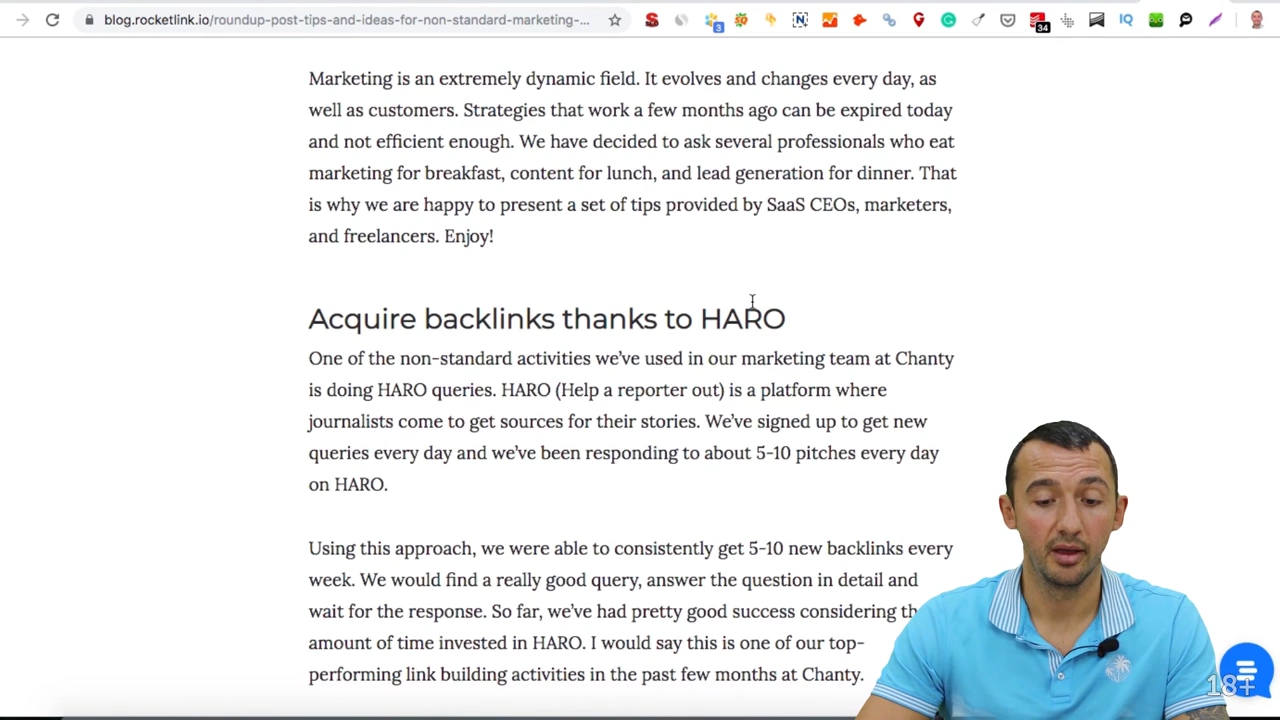 blog.rocketlink.io/roundup-post-tips-and-ideas-for-non-standard-marketing-...
3
34
IQ
Marketing is an extremely dynamic field. It evolves and changes every day, as
well as customers. Strategies that work a few months ago can be expired today
and not efficient enough. We have decided to ask several professionals who eat
marketing for breakfast, content for lunch, and lead generation for dinner. That
is why we are happy to present a set of tips provided by SaaS CEOs, marketers,
and freelancers. Enjoy!
Acquire backlinks thanks to HARO
One of the non-standard activities we’ve used in our marketing team at Chanty
is doing HARO queries. HARO (Help a reporter out) is a platform where
journalists come to get sources for their stories. We’ve signed up to get new
queries every day and we’ve been responding to about 5-10 pitches every day
on HARO.
Using this approach, we were able to consistently get 5-10 new backlinks every
week. We would find a really good query, answer the question in detail and
wait for the response. So far, we’ve had pretty good success considering
amount of time invested in HARO. I would say this is one of our top-
performing link building activities in the past few months at Chanty.
18+